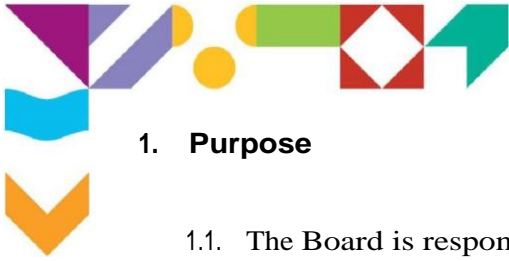 1. Purpose
1.1. The Board is respon